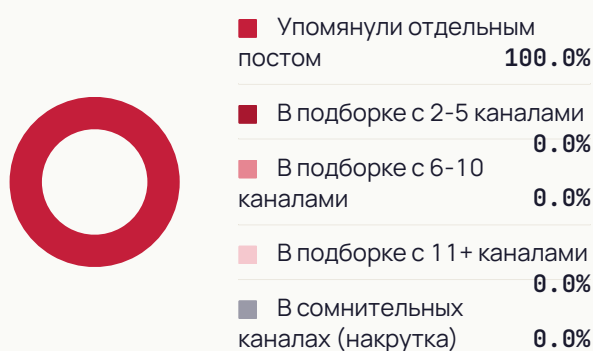 Упомянули отдельным
постом 100.0%
В подборке с 2-5 каналами
0.0%
В подборке с 6-10
каналами 0.0%
В подборке с 11+ каналами
0.0%
В сомнительных
каналах (накрутка) 0.0%